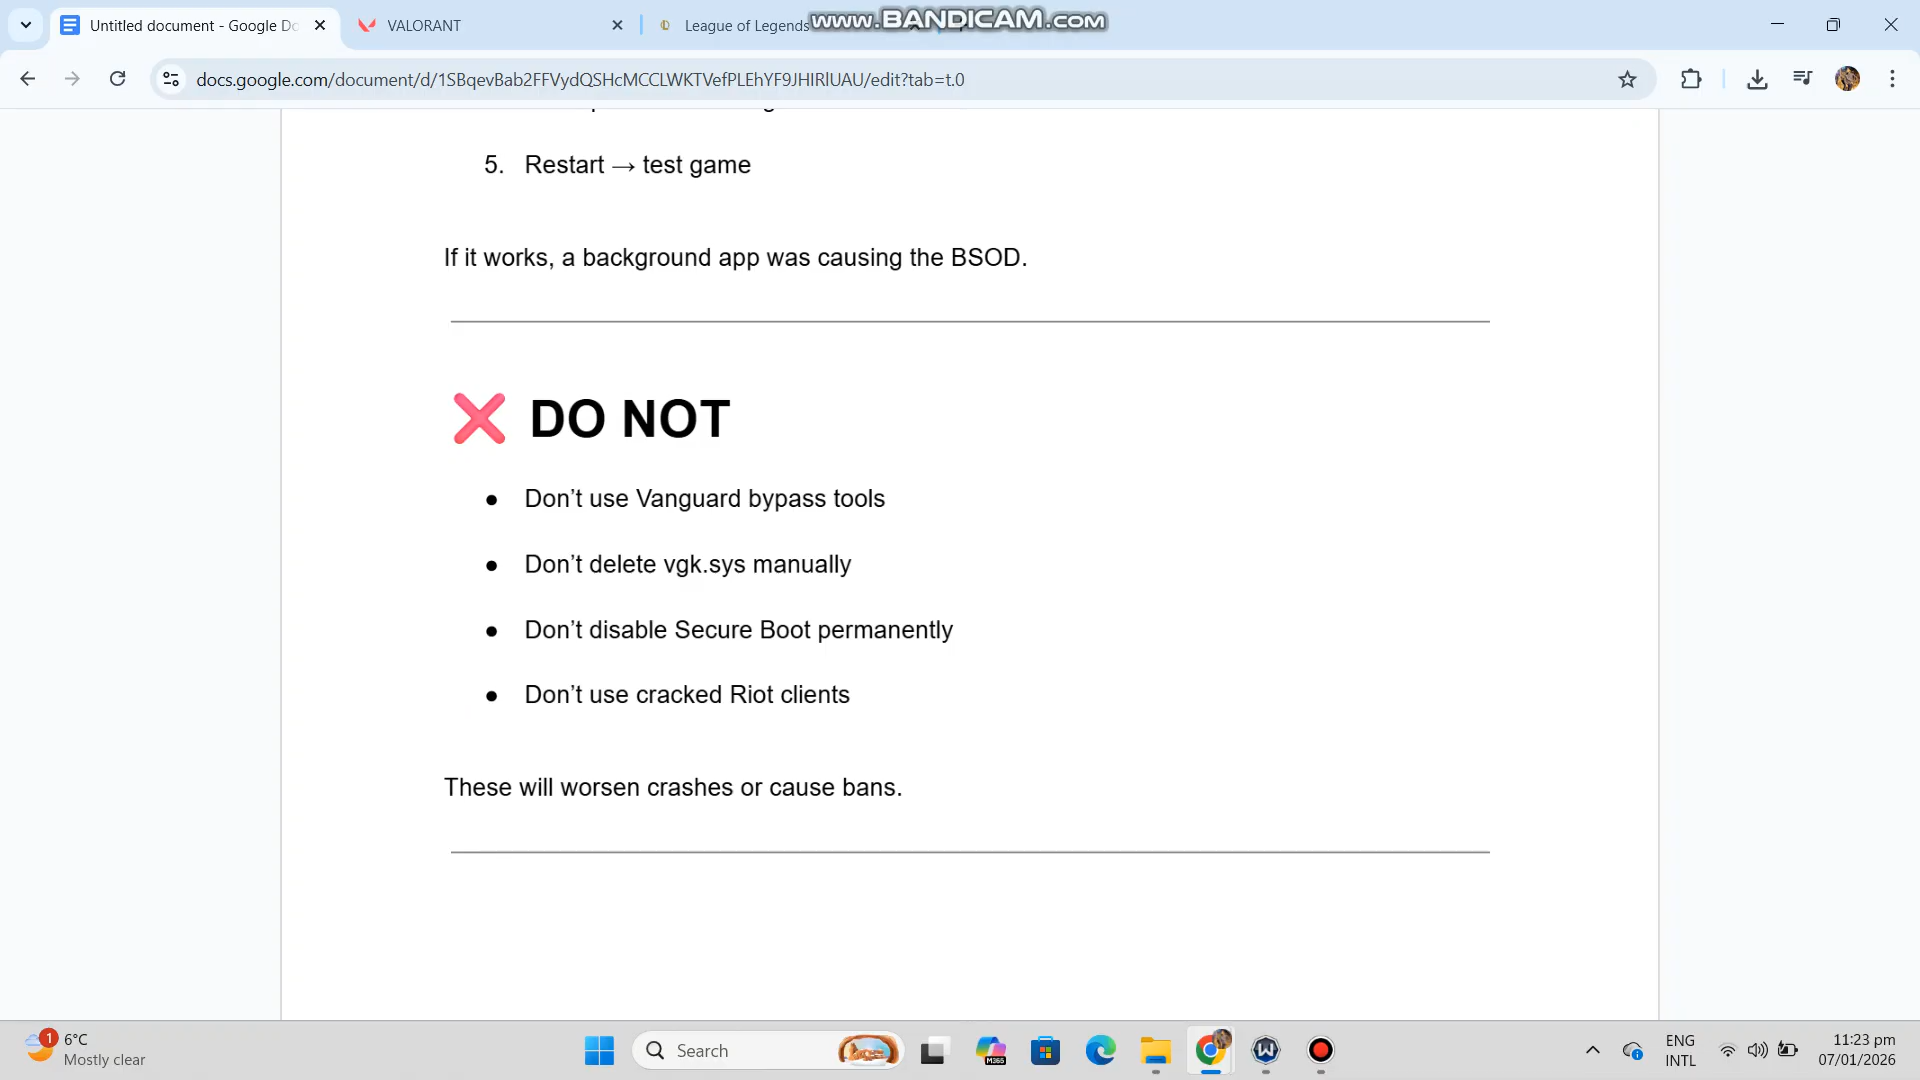 Untitled document - Google Do
VALORANT
League of Legends
www.BANDICAM.com
docs.google.com/document/d/1SBqevBab2FFVydQSHcMCCLWKTVefPLEhYF9JHIRlUAU/edit?tab=t.0
5. Restart → test game
If it works, a background app was causing the BSOD.
❌ DO NOT
● Don’t use Vanguard bypass tools
● Don’t delete vgk.sys manually
● Don’t disable Secure Boot permanently
● Don’t use cracked Riot clients
These will worsen crashes or cause bans.
1
6°C
Mostly clear
Search
M365
ENG
INTL
11:23 pm
07/01/2026